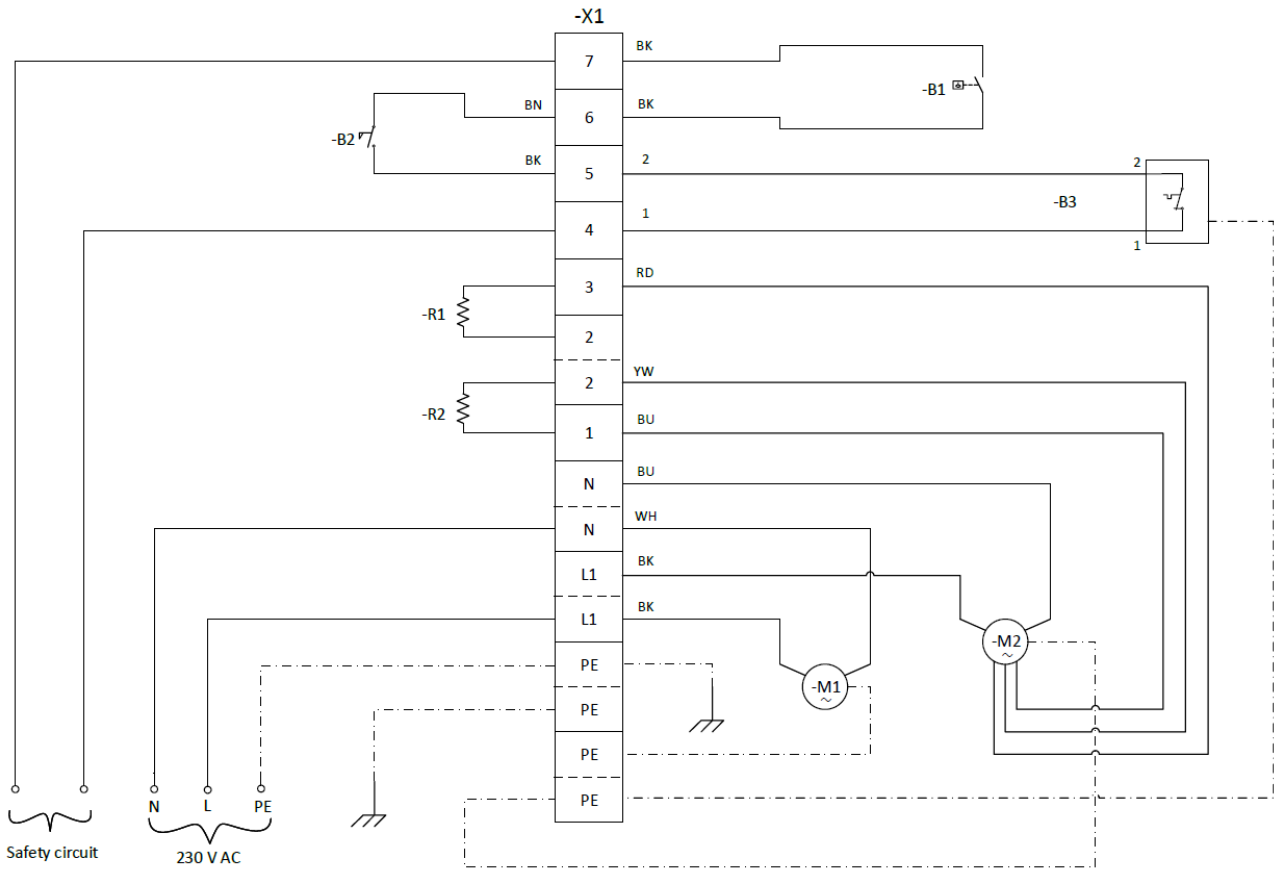 -X1
7
BK
-B1
BN
6
BK
-B2
BK
5
2
2
-B3
4
1
1
3
RD
-R1
2
2
YW
-R2
1
BU
N
BU
N
WH
L1
BK
L1
BK
-M2
~
PE
-M1
~
PE
PE
PE
N
L
PE
Safety circuit
230 V AC